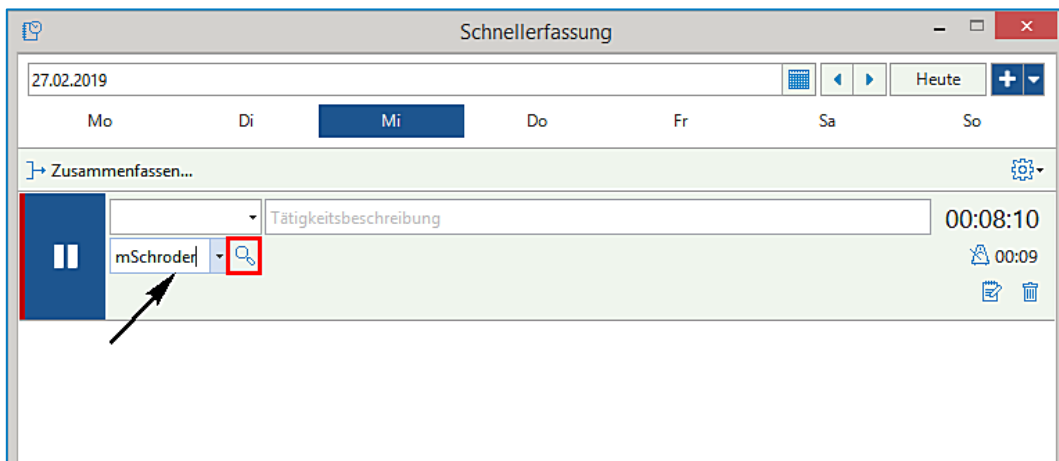 Schnellerfassung
27.02.2019
Heute
Mo Di Mi Do Fr Sa So
Zusammenfassen...
Tätigkeitsbeschreibung
00:08:10
mSchroder
00:09